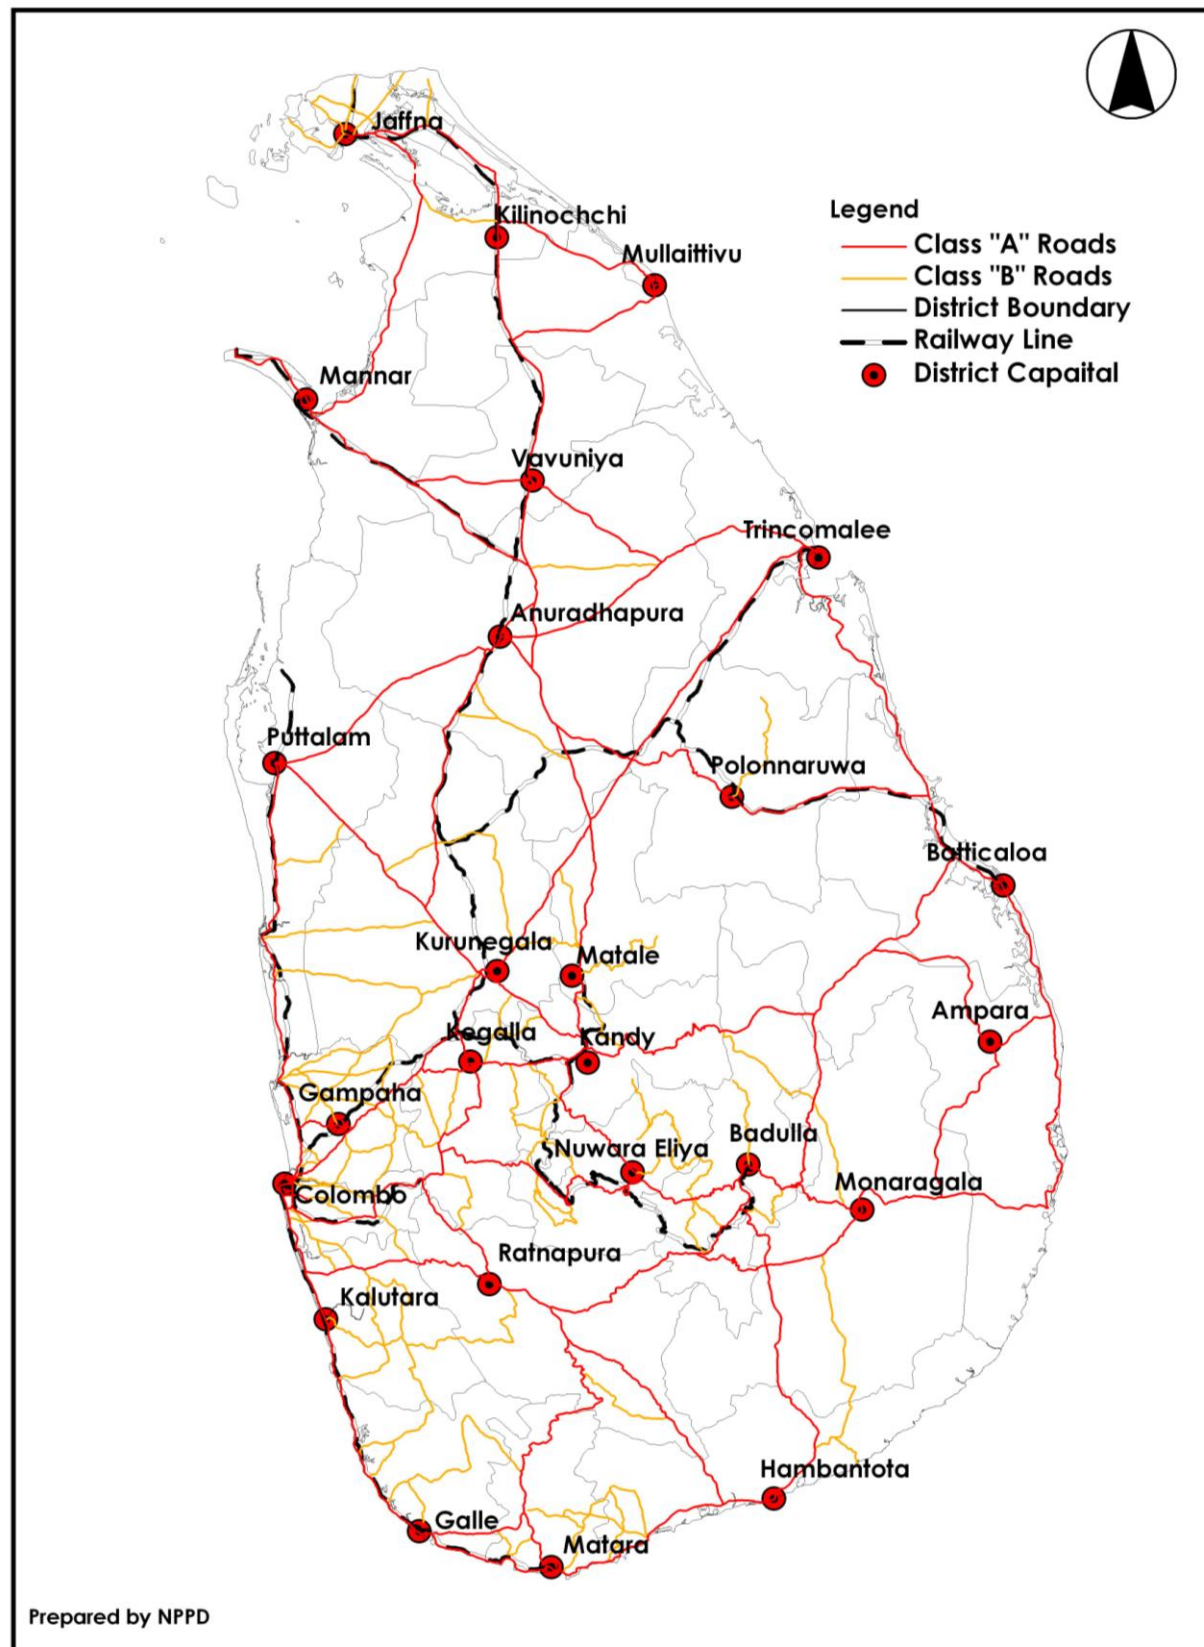 Jaffna
Kilinochchi
Legend
Class "A" Roads
Class "B" Roads
District Boundary
Railway Line
District Capaital
Mullaittivu
Mannar
Vavuniya
Trincomalee
Anuradhapura
Puttalam
Polonnaruwa
Batticaloa
Kurunegala
Matale
Ampara
Kegalla
Kandy
Gampaha
Badulla
Nuwara Eliya
Monaragala
Colombo
Ratnapura
Kalutara
Hambantota
Galle
Matara
Prepared by NPPD